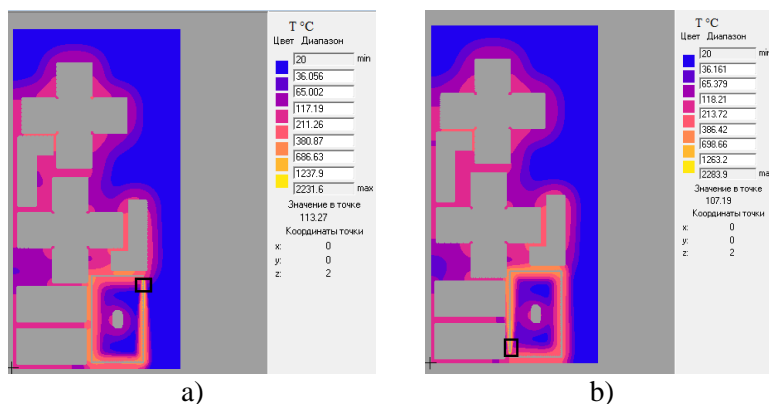 T °C
Цвет Диапазон
20 min
36.056
65.002
117.19
211.26
380.87
686.63
1237.9
2231.6 max
Значение в точке
113.27
Координаты точки
x: 0
y: 0
z: 2
a)
T °C
Цвет Диапазон
20 min
36.161
65.379
118.21
213.72
386.42
698.66
1263.2
2283.9 ma
Значение в точке
107.19
Координаты точки
x: 0
y: 0
z: 2
b)